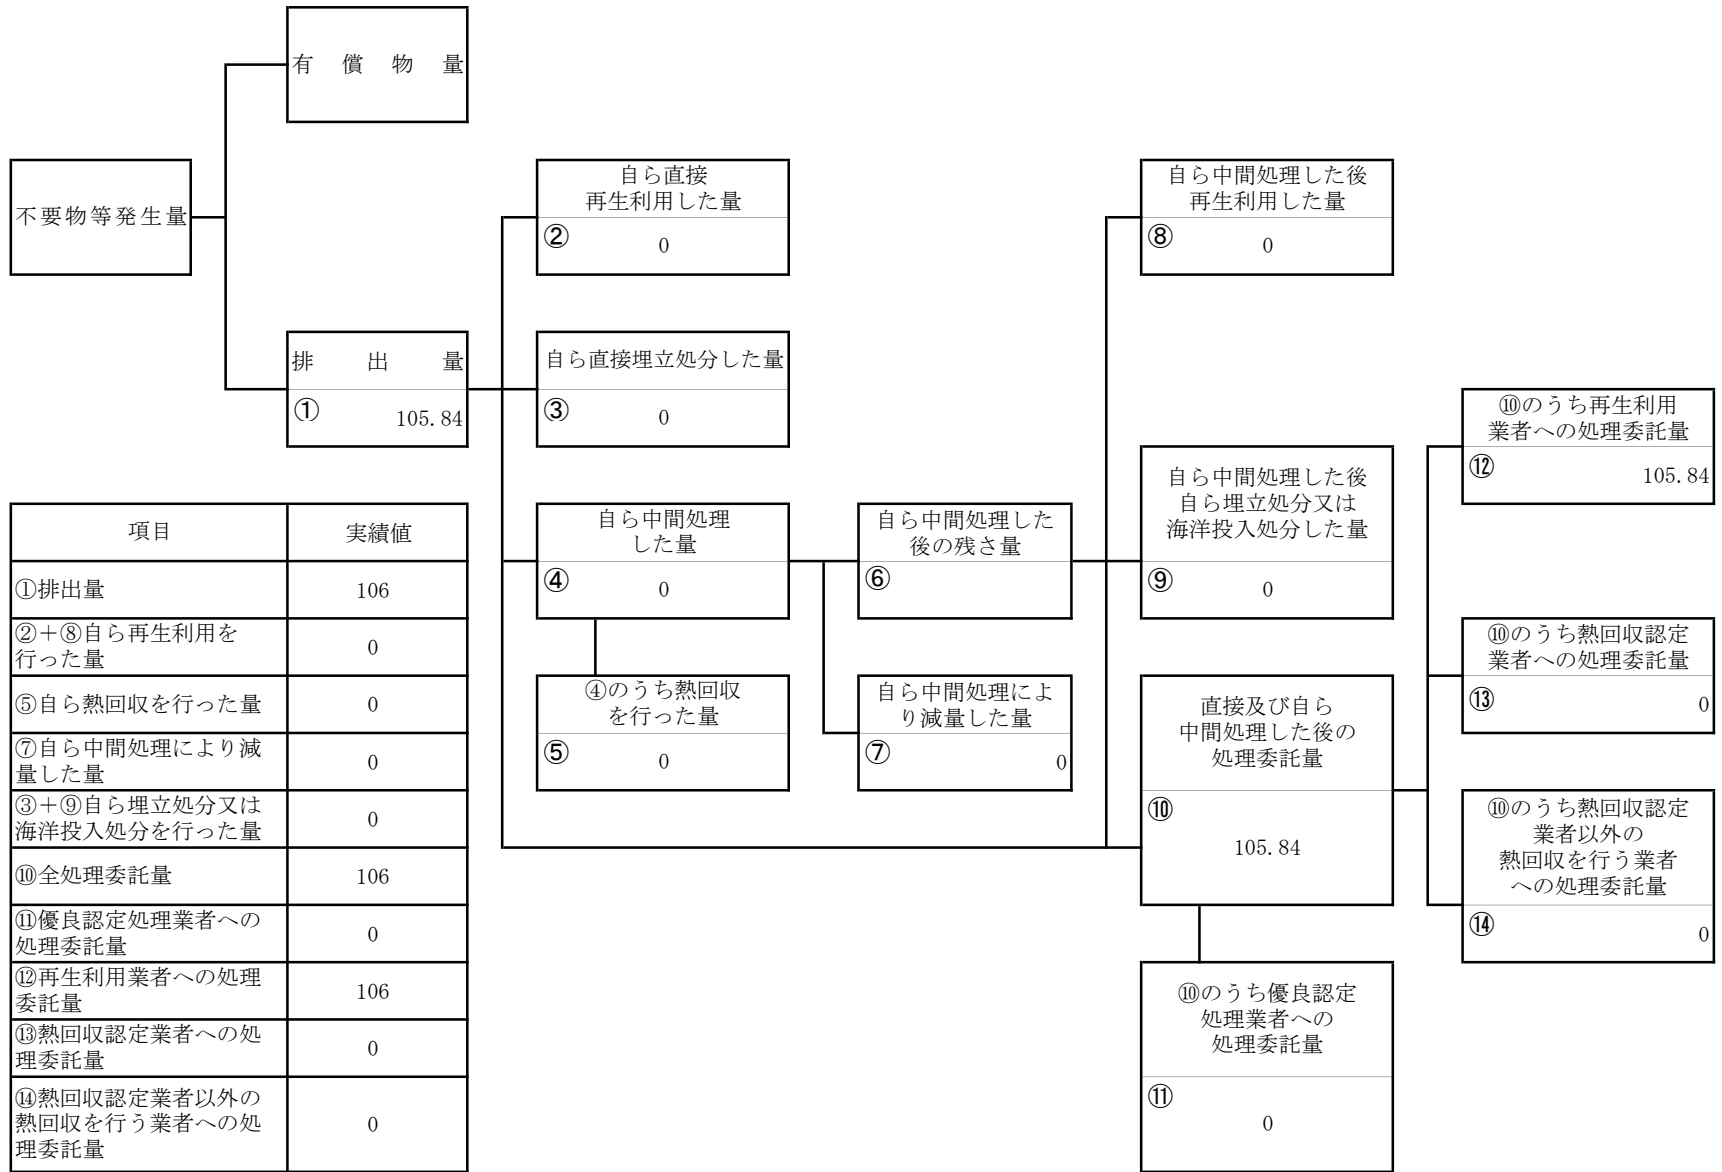 有償物量
不要物等発生量
排出量
①
105.84
自ら直接
再生利用した量
②
0
自ら直接埋立処分した量
③
0
自ら中間処理
した量
④
0
④のうち熱回収
を行った量
⑤
0
自ら中間処理した
後の残さ量
⑥
自ら中間処理によ
り減量した量
⑦
0
自ら中間処理した後
再生利用した量
⑧
0
自ら中間処理した後
自ら埋立処分又は
海洋投入処分した量
⑨
0
直接及び自ら
中間処理した後の
処理委託量
⑩
105.84
⑩のうち優良認定
処理業者への
処理委託量
⑪
0
⑩のうち再生利用
業者への処理委託量
⑫
105.84
⑩のうち熱回収認定
業者への処理委託量
⑬
0
⑩のうち熱回収認定
業者以外の
熱回収を行う業者
への処理委託量
⑭
0
項目 実績値
①排出量 106
②+⑧自ら再生利用を
行った量
0
⑤自ら熱回収を行った量 0
⑦自ら中間処理により減
量した量
0
③+⑨自ら埋立処分又は
海洋投入処分を行った量
0
⑩全処理委託量 106
⑪優良認定処理業者への
処理委託量
0
⑫再生利用業者への処理
委託量
106
⑬熱回収認定業者への処
理委託量
0
⑭熱回収認定業者以外の
熱回収を行う業者への処
理委託量
0